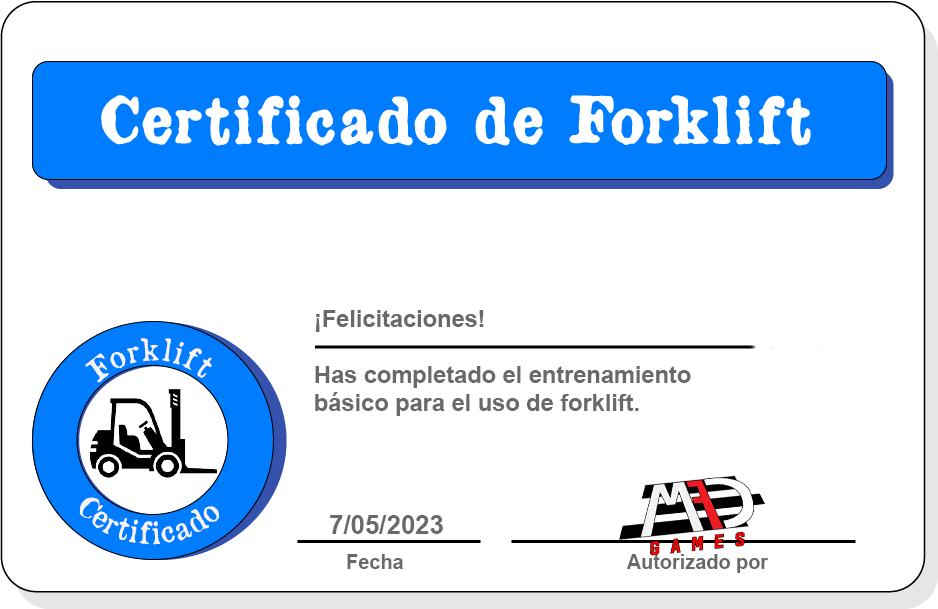 Certificado de Forklift
¡Felicitaciones!
Has completado el entrenamiento
básico para el uso de forklift.
Forklift
Certificado
7/05/2023
Fecha
MFD
GAMES
Autorizado por